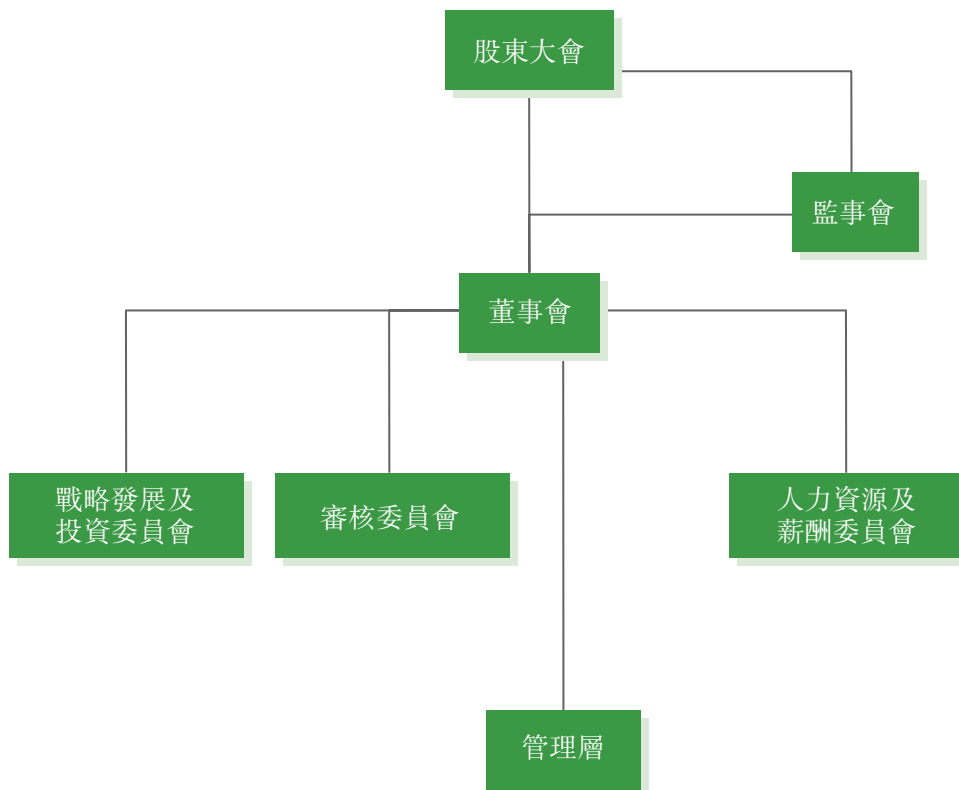 股東大會
監事會
董事會
戰略發展及
投資委員會
審核委員會
人力資源及
薪酬委員會
管理層